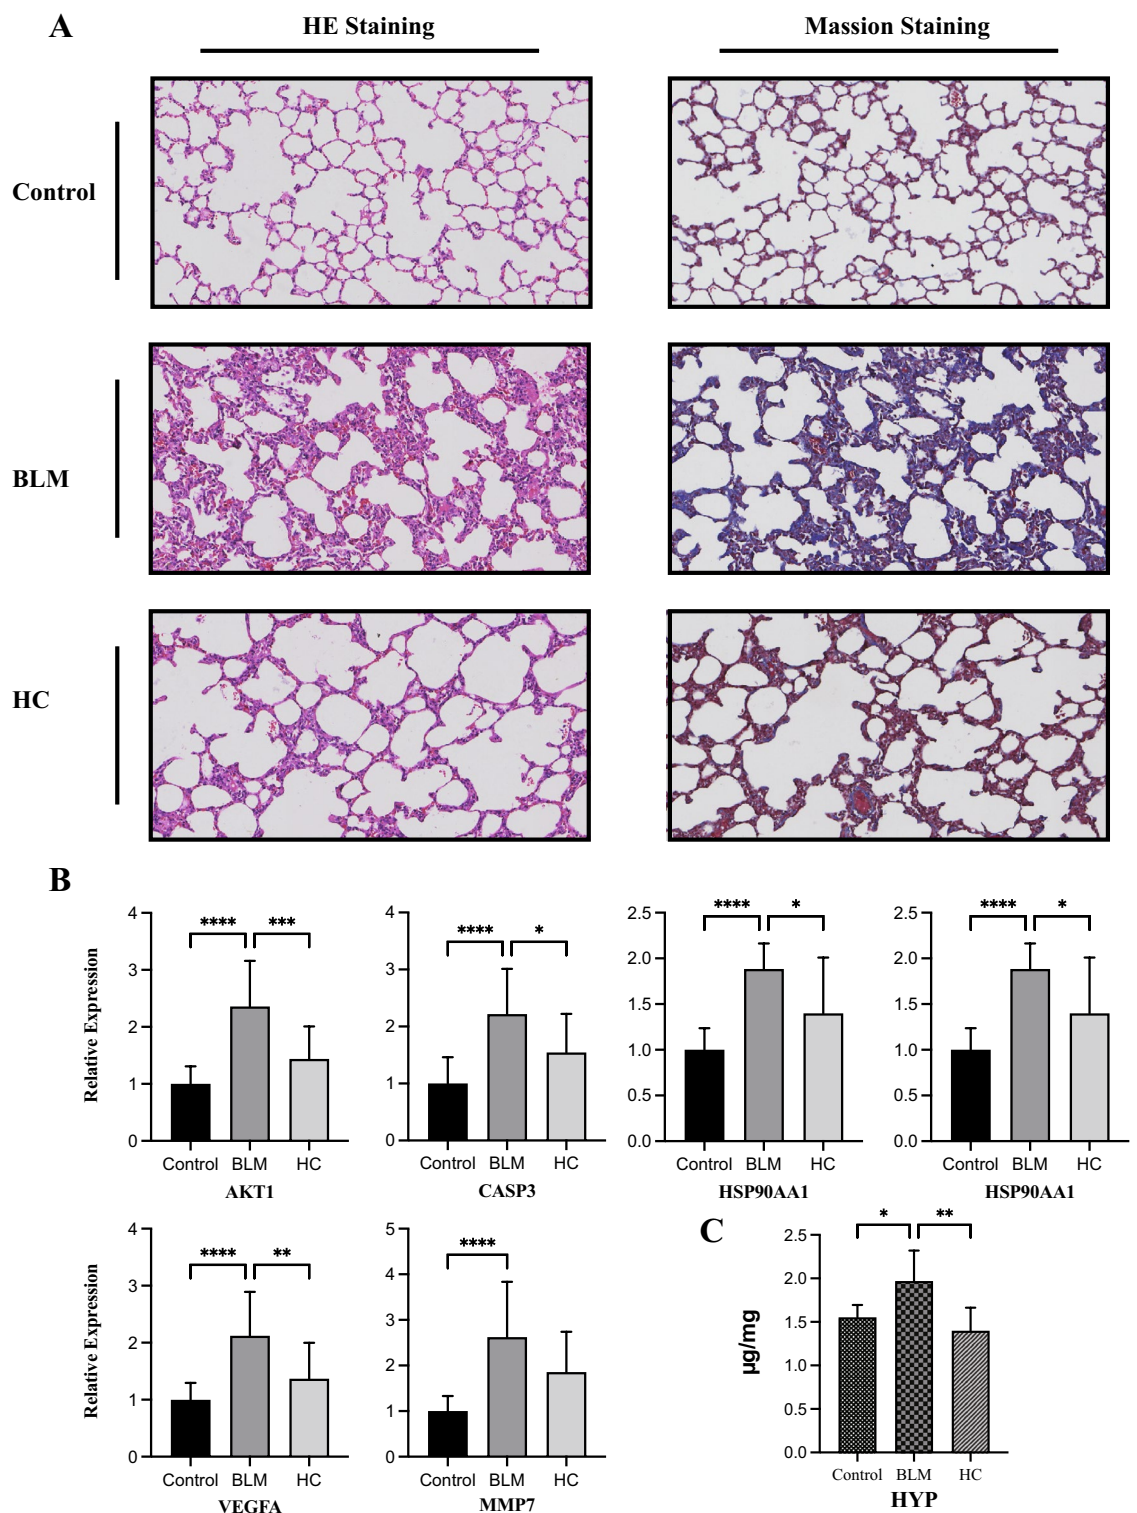 A
HE Staining
Massion Staining
Control
BLM
HC
B
Relative Expression
4
3
2
1
0
****
***
Control BLM HC
AKT1
4
3
2
1
0
****
*
Control BLM HC
CASP3
2.5
2.0
1.5
1.0
0.5
0.0
****
*
Control BLM HC
HSP90AA1
2.5
2.0
1.5
1.0
0.5
0.0
****
*
Control BLM HC
HSP90AA1
Relative Expression
4
3
2
1
0
****
**
Control BLM HC
VEGFA
5
4
3
2
1
0
****
Control BLM HC
MMP7
C
µg/mg
2.5
2.0
1.5
1.0
0.5
0.0
*
**
Control BLM HC
HYP